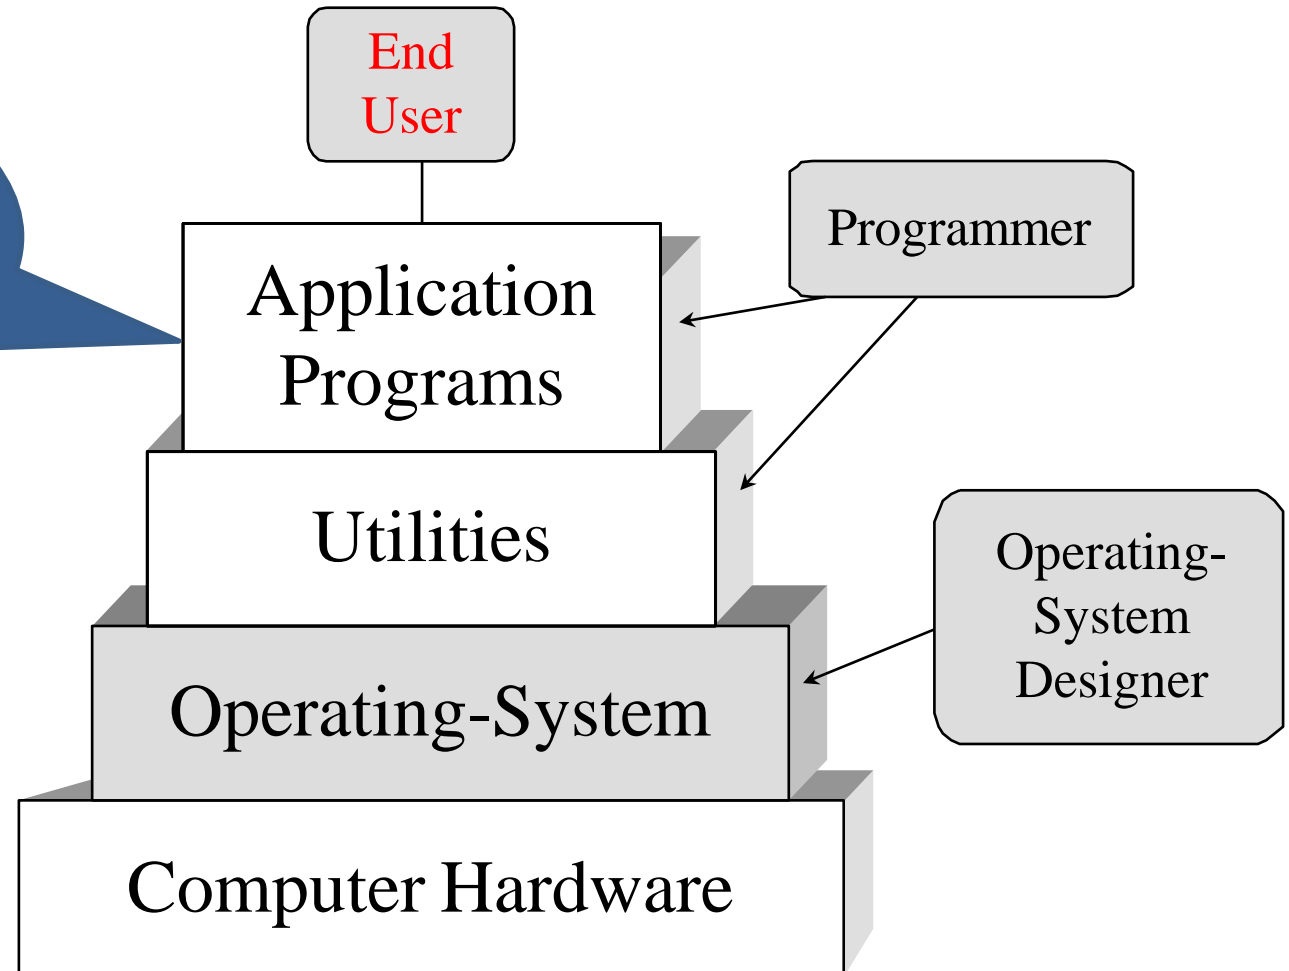 End
User
Programmer
Application
Programs
Utilities
Operating-
System
Designer
Operating-System
Computer Hardware